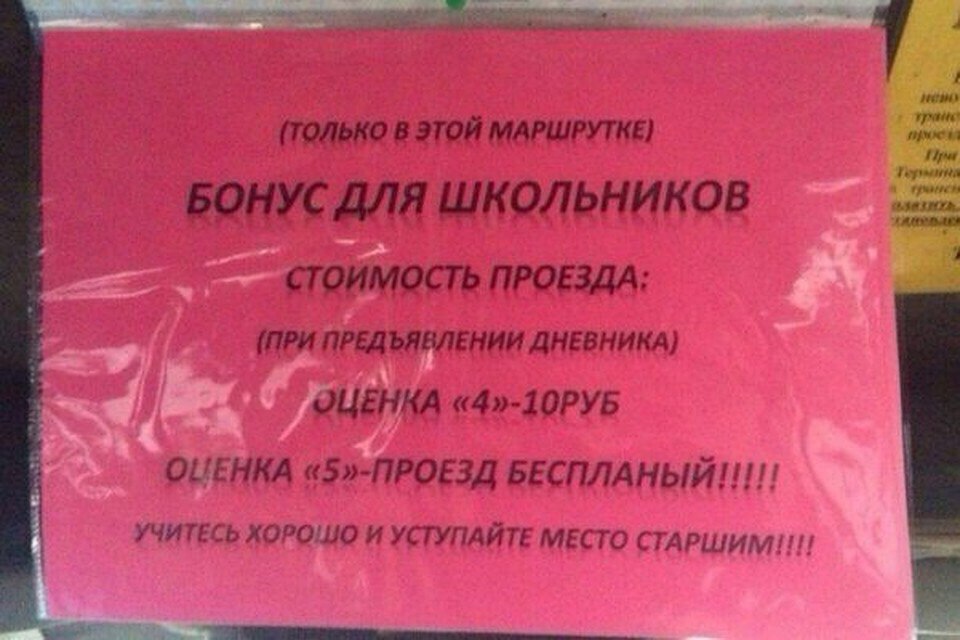 (ТОЛЬКО В ЭТОЙ МАРШРУТКЕ)
БОНУС ДЛЯ ШКОЛЬНИКОВ
СТОИМОСТЬ ПРОЕЗДА:
(ПРИ ПРЕДЪЯВЛЕНИИ ДНЕВНИКА)
ОЦЕНКА «4»-10РУБ
ОЦЕНКА «5»-ПРОЕЗД БЕСПЛАНЫЙ!!!!!
УЧИТЕСЬ ХОРОШО И УСТУПАЙТЕ МЕСТО СТАРШИМ!!!!
При